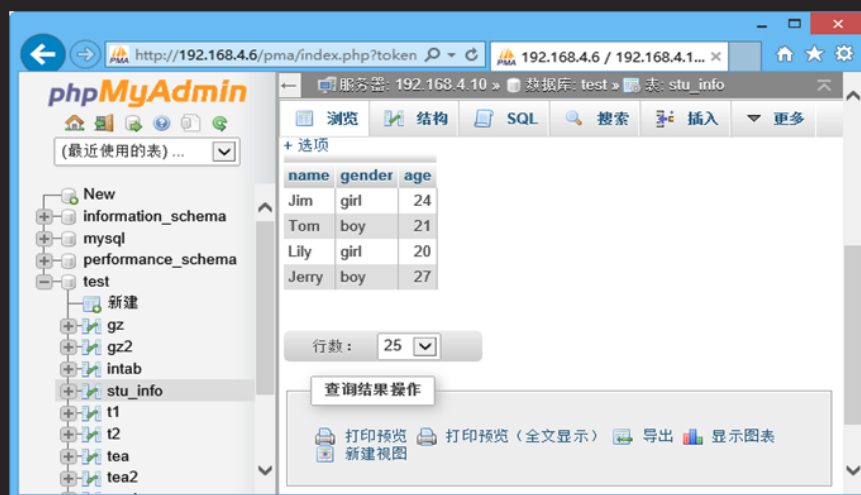 http://192.168.4.6/pma/index.php?token
192.168.4.6 / 192.168.4.1...
phpMyAdmin
(最近使用的表) ...
New
information_schema
mysql
performance_schema
test
新建
gz
gz2
intab
stu_info
t1
t2
tea
tea2
服务器: 192.168.4.10 » 数据库: test » 表: stu_info
浏览 结构 SQL 搜索 插入 更多
+ 选项
name gender age
Jim girl 24
Tom boy 21
Lily girl 20
Jerry boy 27
行数: 25
查询结果操作
打印预览 打印预览 (全文显示) 导出 显示图表
新建视图